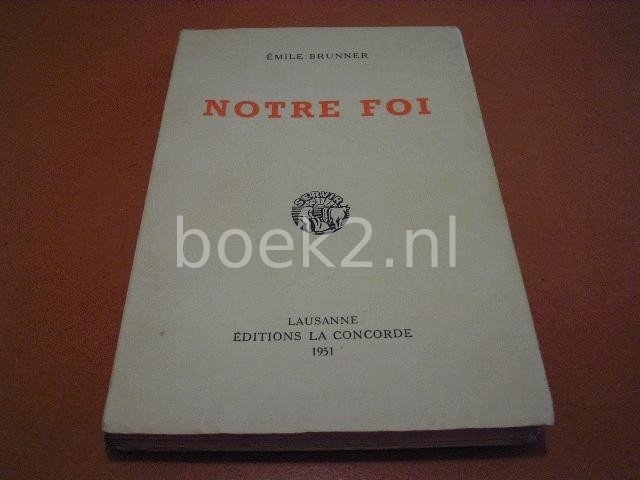 ÉMILE BRUNNER
NOTRE FOI
SERVIR
boek2.nl
LAUSANNE
ÉDITIONS LA CONCORDE
1951